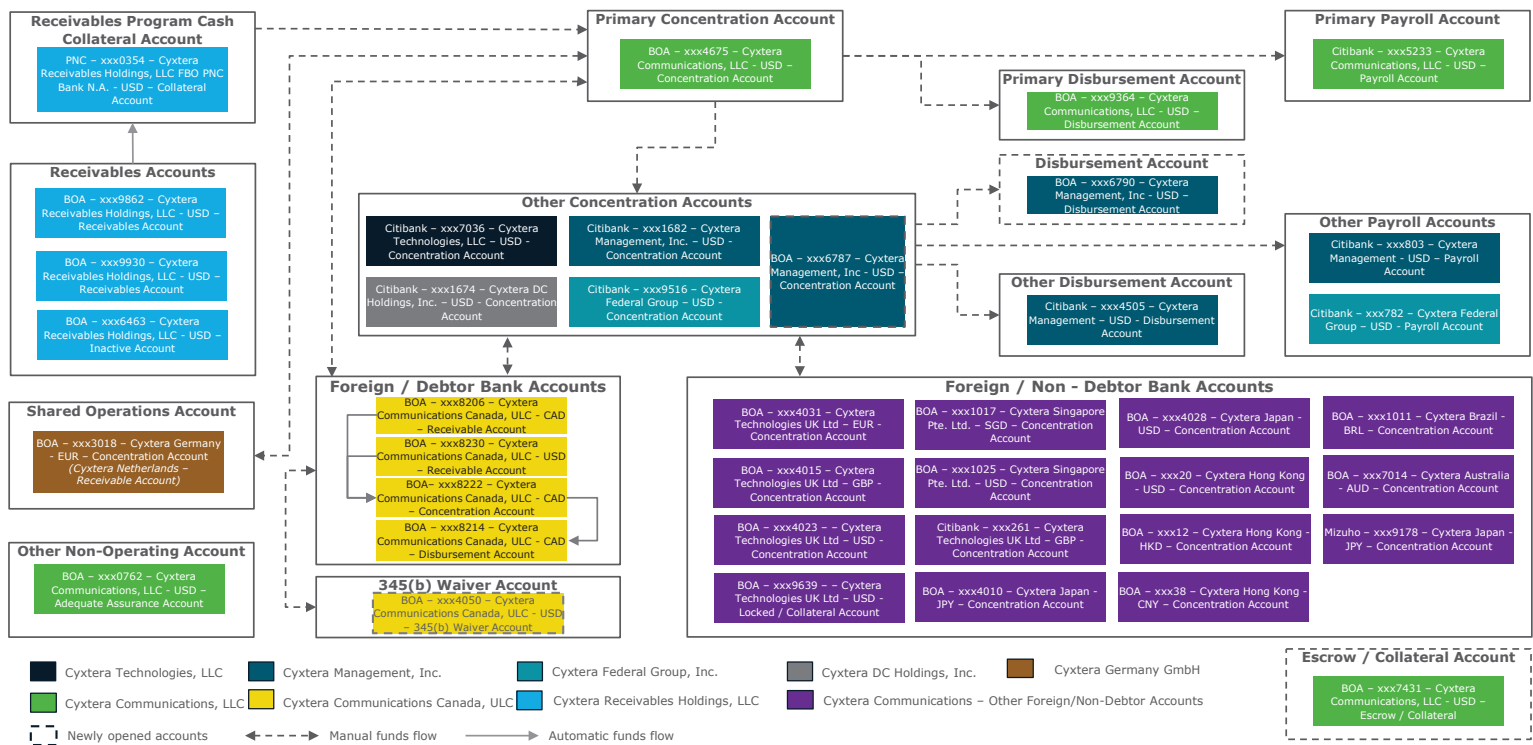 Receivables Program Cash
Collateral Account
PNC – xxx0354 – Cyxtera
Receivables Holdings, LLC FBO PNC
Bank N.A. - USD – Collateral
Account
Primary Concentration Account
BOA – xxx4675 – Cyxtera
Communications, LLC - USD –
Concentration Account
Primary Payroll Account
Citibank – xxx5233 – Cyxtera
Communications, LLC - USD –
Payroll Account
Primary Disbursement Account
BOA – xxx9364 – Cyxtera
Communications, LLC - USD –
Disbursement Account
Receivables Accounts
BOA – xxx9862 – Cyxtera
Receivables Holdings, LLC - USD –
Receivables Account
BOA – xxx9930 – Cyxtera
Receivables Holdings, LLC - USD –
Receivables Account
BOA – xxx6463 – Cyxtera
Receivables Holdings, LLC - USD –
Inactive Account
Disbursement Account
BOA – xxx6790 – Cyxtera
Management, Inc - USD –
Disbursement Account
Other Concentration Accounts
Citibank – xxx7036 – Cyxtera
Technologies, LLC – USD -
Concentration Account
Citibank – xxx1682 – Cyxtera
Management, Inc. – USD -
Concentration Account
BOA – xxx6787 – Cyxtera
Management, Inc - USD –
Concentration Account
Citibank – xxx1674 – Cyxtera DC
Holdings, Inc. – USD - Concentration
Account
Citibank – xxx9516 – Cyxtera
Federal Group – USD -
Concentration Account
Other Payroll Accounts
Citibank – xxx803 – Cyxtera
Management - USD – Payroll
Account
Citibank – xxx782 – Cyxtera Federal
Group – USD - Payroll Account
Other Disbursement Account
Citibank – xxx4505 – Cyxtera
Management – USD - Disbursement
Account
Shared Operations Account
BOA – xxx3018 – Cyxtera Germany
- EUR – Concentration Account
(Cyxtera Netherlands –
Receivable Account)
Foreign / Debtor Bank Accounts
BOA – xxx8206 – Cyxtera
Communications Canada, ULC - CAD
– Receivable Account
BOA – xxx8230 – Cyxtera
Communications Canada, ULC - USD
– Receivable Account
BOA– xxx8222 – Cyxtera
Communications Canada, ULC - CAD
– Concentration Account
BOA – xxx8214 – Cyxtera
Communications Canada, ULC - CAD
– Disbursement Account
Foreign / Non - Debtor Bank Accounts
BOA – xxx4031 – Cyxtera
Technologies UK Ltd – EUR -
Concentration Account
BOA – xxx1017 – Cyxtera Singapore
Pte. Ltd. – SGD – Concentration
Account
BOA – xxx4028 – Cyxtera Japan -
USD – Concentration Account
BOA – xxx1011 – Cyxtera Brazil -
BRL – Concentration Account
BOA – xxx4015 – Cyxtera
Technologies UK Ltd – GBP -
Concentration Account
BOA – xxx1025 – Cyxtera Singapore
Pte. Ltd. – USD – Concentration
Account
BOA – xxx20 – Cyxtera Hong Kong
- USD – Concentration Account
BOA – xxx7014 – Cyxtera Australia
- AUD – Concentration Account
BOA – xxx4023 – – Cyxtera
Technologies UK Ltd – USD -
Concentration Account
Citibank – xxx261 – Cyxtera
Technologies UK Ltd – GBP -
Concentration Account
BOA – xxx12 – Cyxtera Hong Kong -
HKD – Concentration Account
Mizuho – xxx9178 – Cyxtera Japan -
JPY – Concentration Account
BOA – xxx9639 – – Cyxtera
Technologies UK Ltd – USD -
Locked / Collateral Account
BOA – xxx4010 – Cyxtera Japan -
JPY – Concentration Account
BOA – xxx38 – Cyxtera Hong Kong -
CNY – Concentration Account
Other Non-Operating Account
BOA – xxx0762 – Cyxtera
Communications, LLC - USD –
Adequate Assurance Account
345(b) Waiver Account
BOA – xxx4050 – Cyxtera
Communications Canada, ULC - USD
– 345(b) Waiver Account
Escrow / Collateral Account
BOA – xxx7431 – Cyxtera
Communications, LLC - USD –
Escrow / Collateral
Cyxtera Technologies, LLC
Cyxtera Management, Inc.
Cyxtera Federal Group, Inc.
Cyxtera DC Holdings, Inc.
Cyxtera Germany GmbH
Cyxtera Communications, LLC
Cyxtera Communications Canada, ULC
Cyxtera Receivables Holdings, LLC
Cyxtera Communications – Other Foreign/Non-Debtor Accounts
Newly opened accounts
Manual funds flow
Automatic funds flow